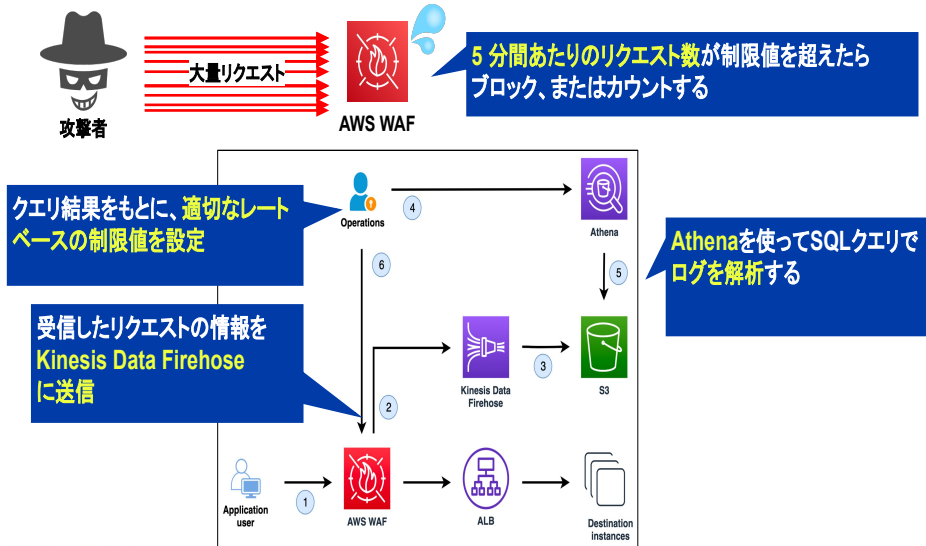 大量リクエスト
攻撃者
AWS WAF
5 分間あたりのリクエスト数が制限値を超えたら
ブロック、またはカウントする
クエリ結果をもとに、適切なレート
ベースの制限値を設定
Operations
4
Athena
Athenaを使ってSQLクエリで
ログを解析する
6
5
受信したリクエストの情報を
Kinesis Data Firehose
に送信
2
Kinesis Data
Firehose
3
S3
Application
user
1
AWS WAF
ALB
Destination
instances